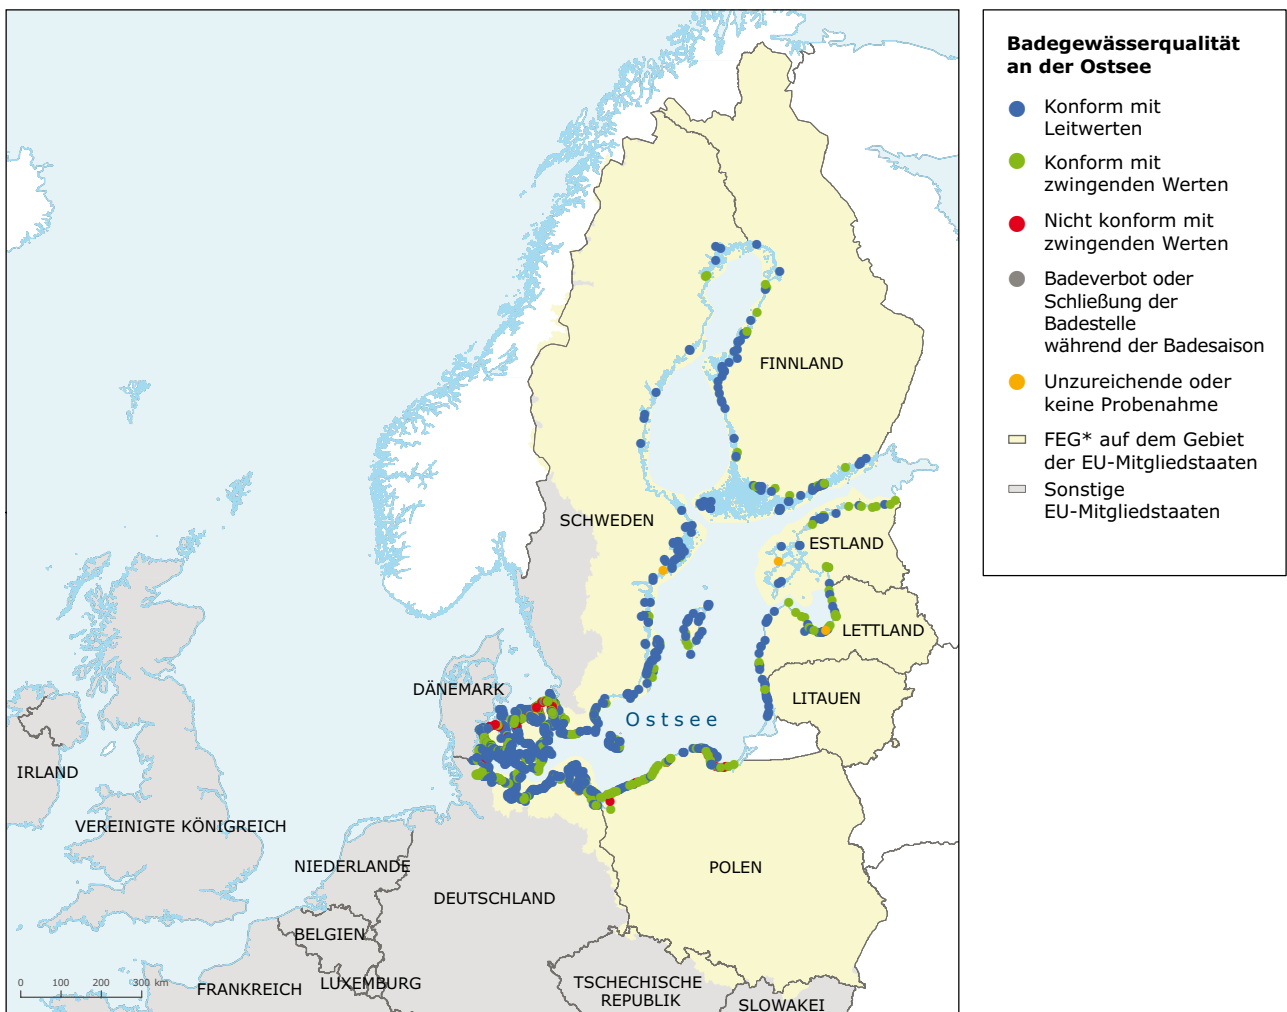 Badegewässerqualität
an der Ostsee
Konform mit
Leitwerten
Konform mit
zwingenden Werten
Nicht konform mit
zwingenden Werten
Badeverbot oder
Schließung der
Badestelle
während der Badesaison
Unzureichende oder
keine Probenahme
FEG* auf dem Gebiet
der EU-Mitgliedstaaten
Sonstige
EU-Mitgliedstaaten
FINNLAND
SCHWEDEN
ESTLAND
LETTLAND
DÄNEMARK
LITAUEN
Ostsee
IRLAND
VEREINIGTE KÖNIGREICH
NIEDERLANDE
POLEN
DEUTSCHLAND
BELGIEN
LUXEMBURG
FRANKREICH
TSCHECHISCHE
REPUBLIK
SLOWAKEI
0 100 200 300 km